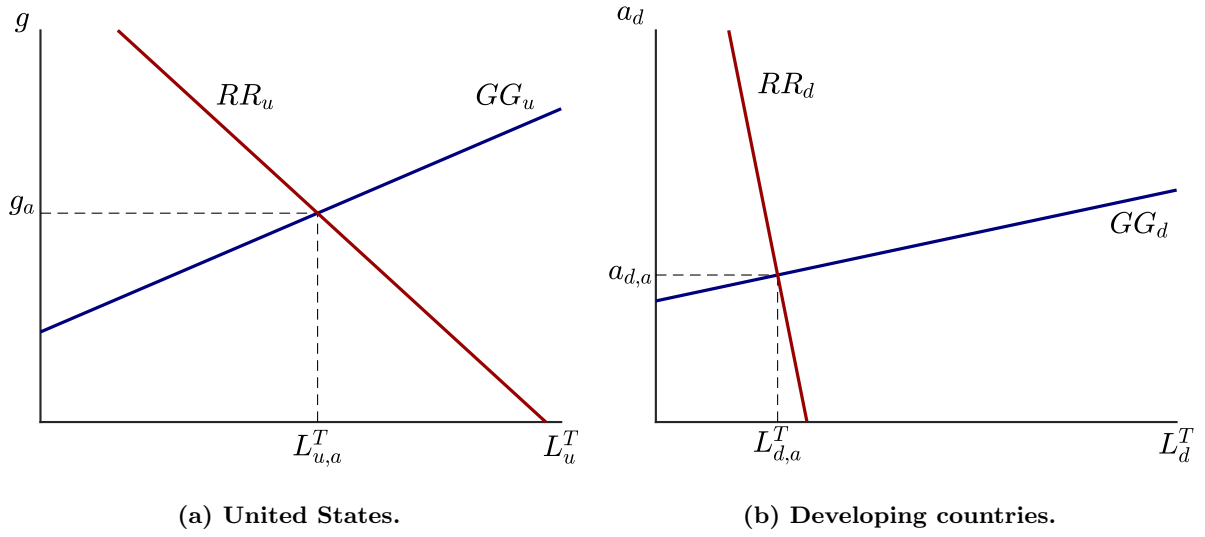 g
RR_u
GG_u
g_a
L^T_{u,a}
L^T_u
(a) United States.
a_d
RR_d
GG_d
a_{d,a}
L^T_{d,a}
L^T_d
(b) Developing countries.